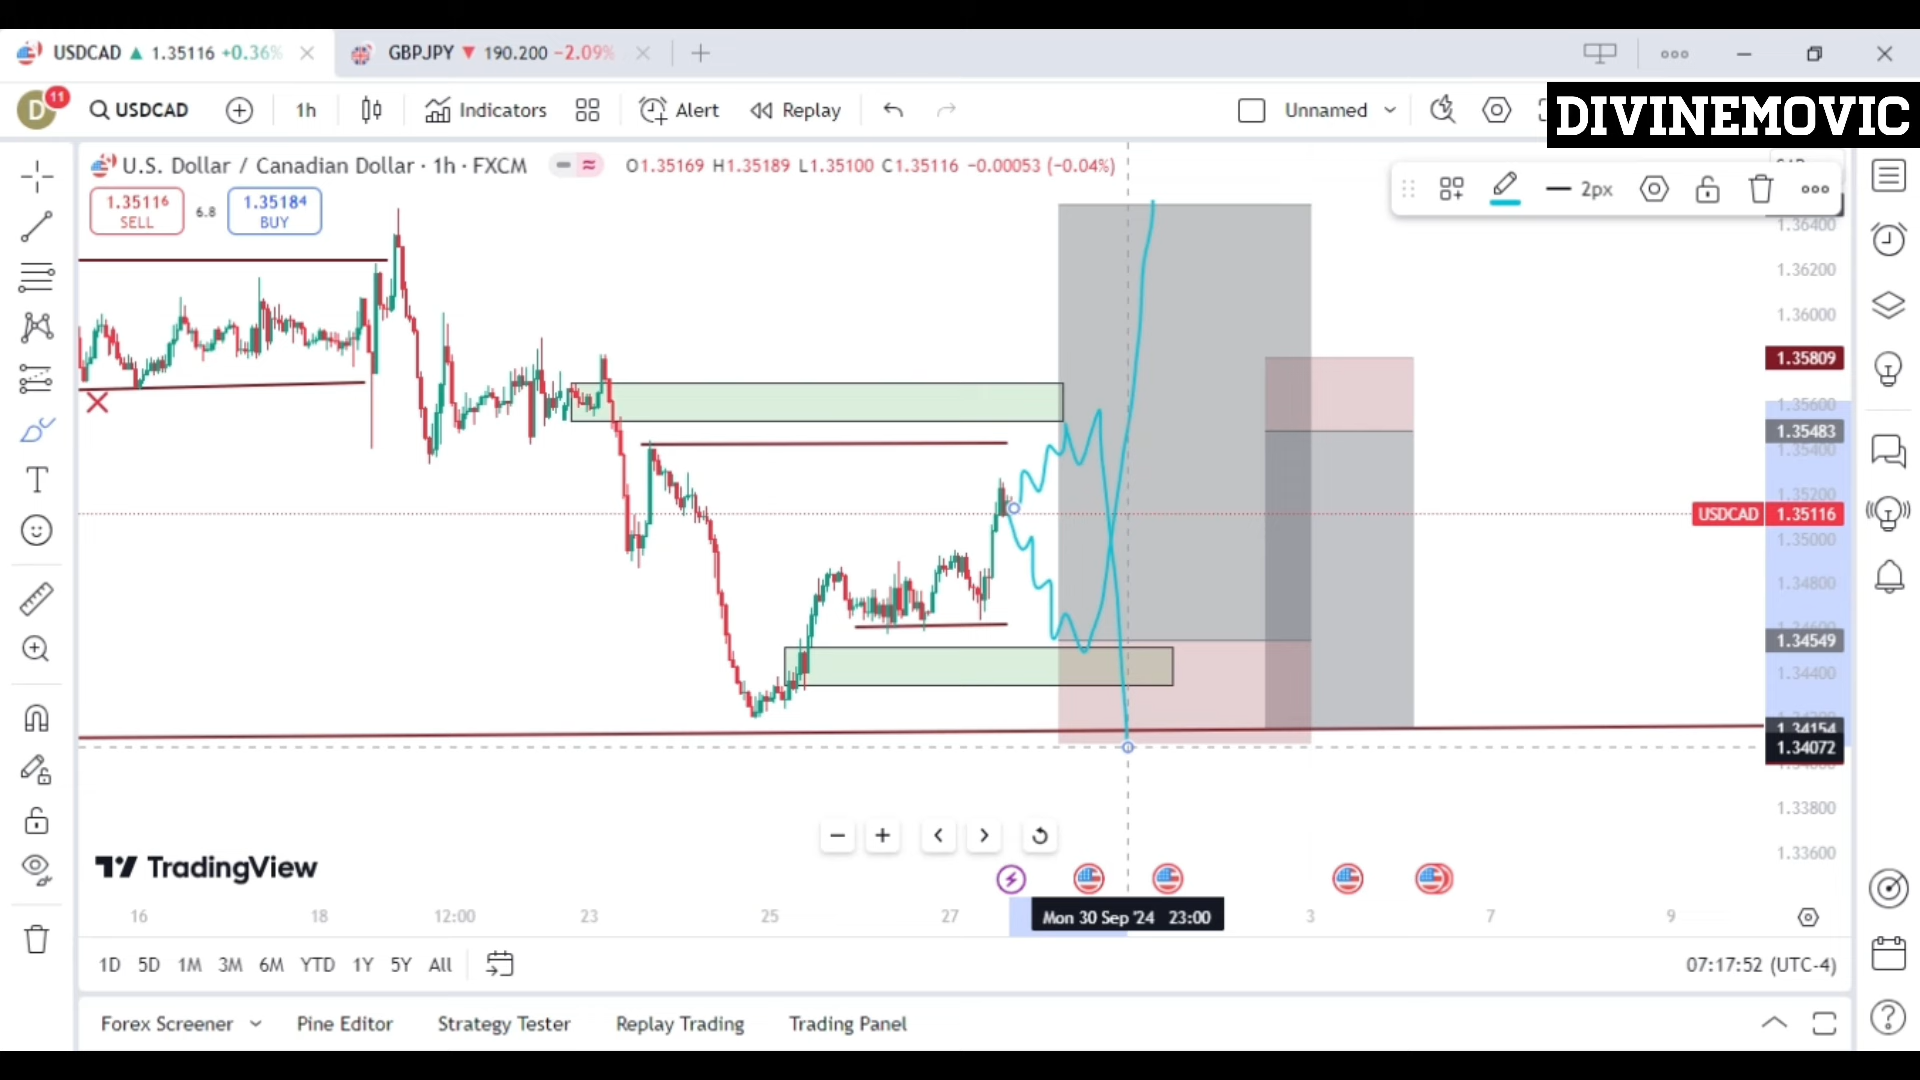 USDCAD ▲ 1.35116 +0.36%
GBPJPY ▼ 190.200 −2.09%
D
11
USDCAD
1h
Indicators
Alert
Replay
Unnamed
DIVINEMOVIC
U.S. Dollar / Canadian Dollar · 1h · FXCM
O1.35169 H1.35189 L1.35100 C1.35116 −0.00053 (−0.04%)
2px
1.35116
SELL
6.8
1.35184
BUY
1.36400
1.36200
1.36000
1.35809
1.35600
1.35483
1.35400
1.35200
USDCAD 1.35116
1.35000
1.34800
1.34549
1.34400
1.34154
1.34072
1.33800
1.33600
TradingView
16
18
12:00
23
25
27
Mon 30 Sep '24 23:00
3
7
9
1D 5D 1M 3M 6M YTD 1Y 5Y All
07:17:52 (UTC-4)
Forex Screener
Pine Editor
Strategy Tester
Replay Trading
Trading Panel